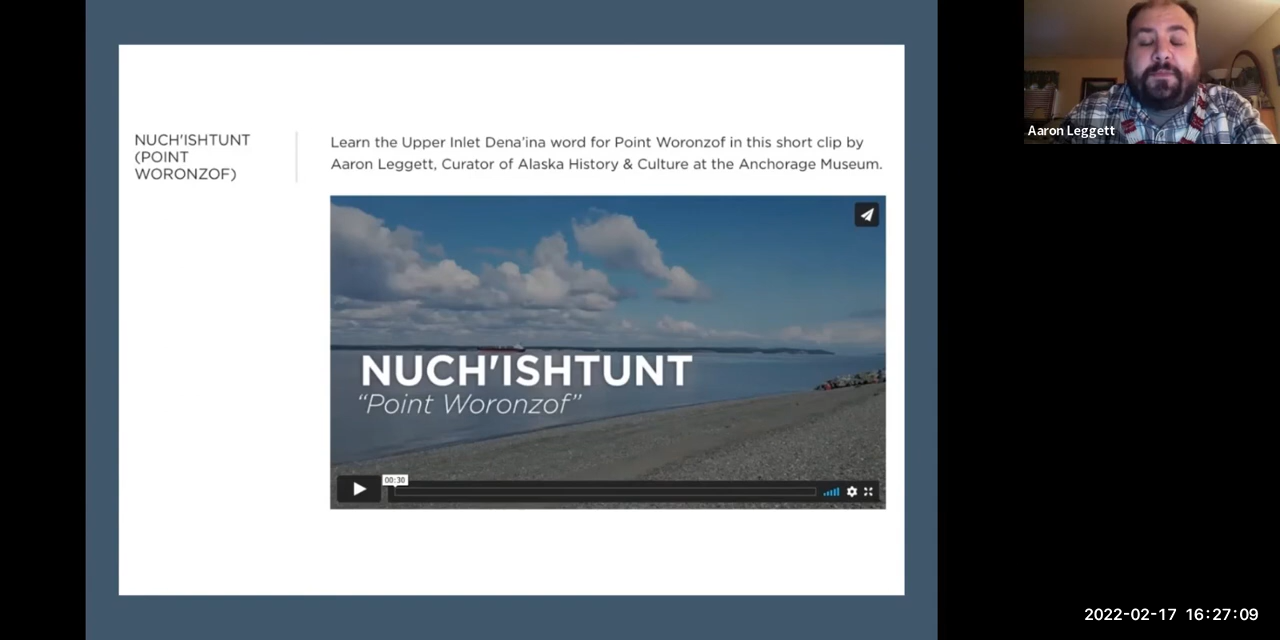 NUCH'ISHTUNT
(POINT
WORONZOF)
Learn the Upper Inlet Dena'ina word for Point Woronzof in this short clip by
Aaron Leggett, Curator of Alaska History & Culture at the Anchorage Museum.
NUCH'ISHTUNT
“Point Woronzof”
00:30
Aaron Leggett
2022-02-17 16:27:09